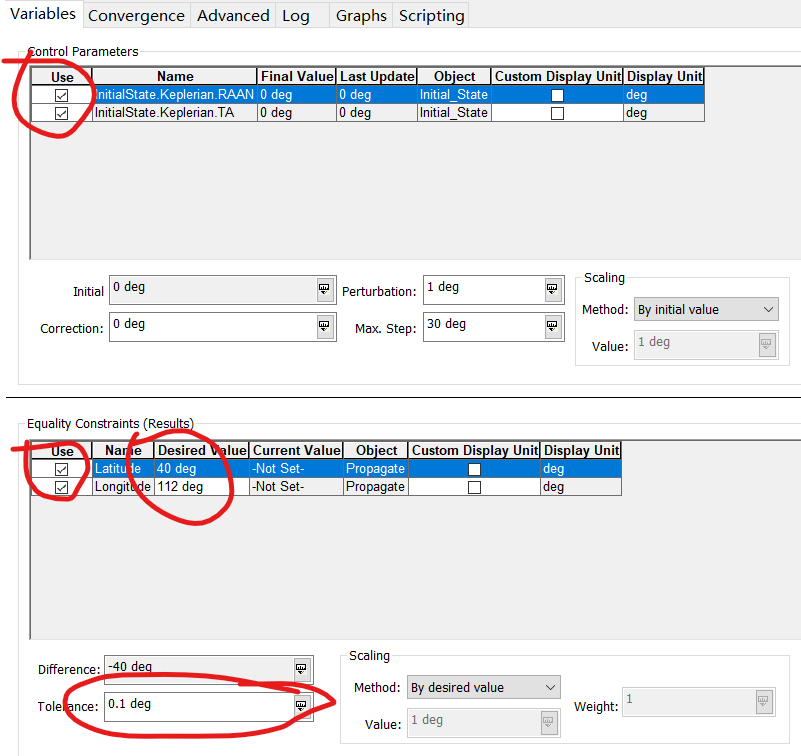 Variables Convergence Advanced Log Graphs Scripting
Control Parameters
Use Name Final Value Last Update Object Custom Display Unit Display Unit
InitialState.Keplerian.RAAN 0 deg 0 deg Initial_State deg
InitialState.Keplerian.TA 0 deg 0 deg Initial_State deg
Initial 0 deg Perturbation: 1 deg
Correction: 0 deg Max. Step: 30 deg
Scaling
Method: By initial value
Value: 1 deg
Equality Constraints (Results)
Use Name Desired Value Current Value Object Custom Display Unit Display Unit
Latitude 40 deg -Not Set- Propagate deg
Longitude 112 deg -Not Set- Propagate deg
Difference: -40 deg
Tolerance: 0.1 deg
Scaling
Method: By desired value
Value: 1 deg
Weight: 1